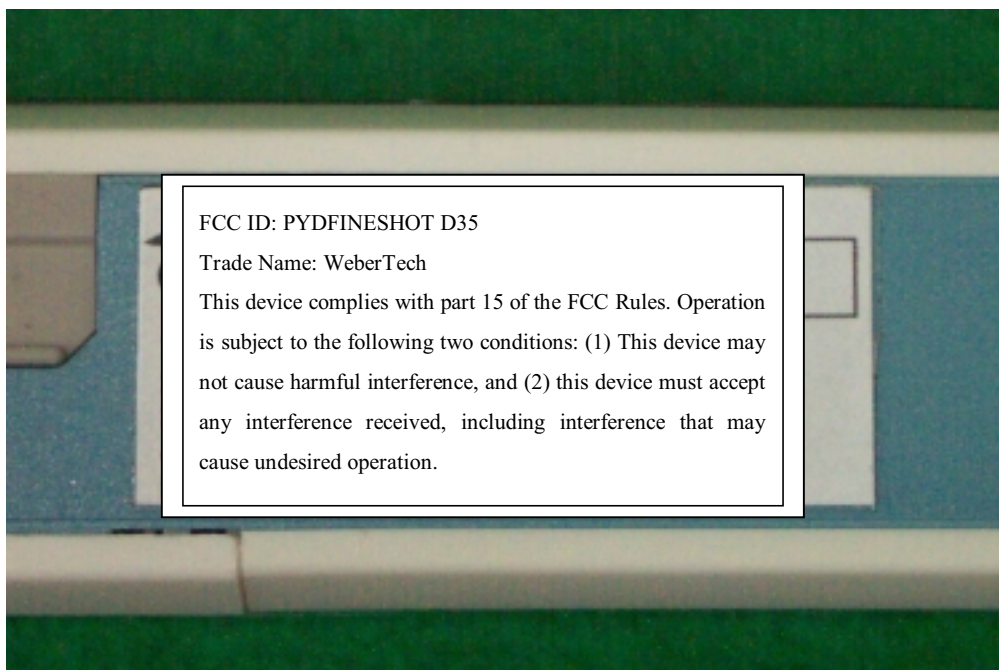 FCC ID: PYDFINESHOT D35
Trade Name: WeberTech
This device complies with part 15 of the FCC Rules. Operation
is subject to the following two conditions: (1) This device may
not cause harmful interference, and (2) this device must accept
any interference received, including interference that may
cause undesired operation.